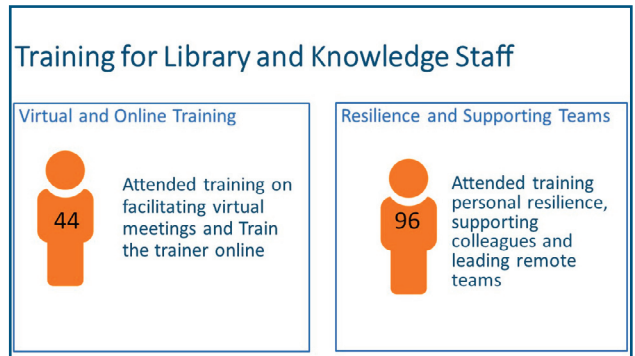 Training for Library and Knowledge Staff
Virtual and Online Training
44
Attended training on
facilitating virtual
meetings and Train
the trainer online
Resilience and Supporting Teams
96
Attended training
personal resilience,
supporting
colleagues and
leading remote
teams